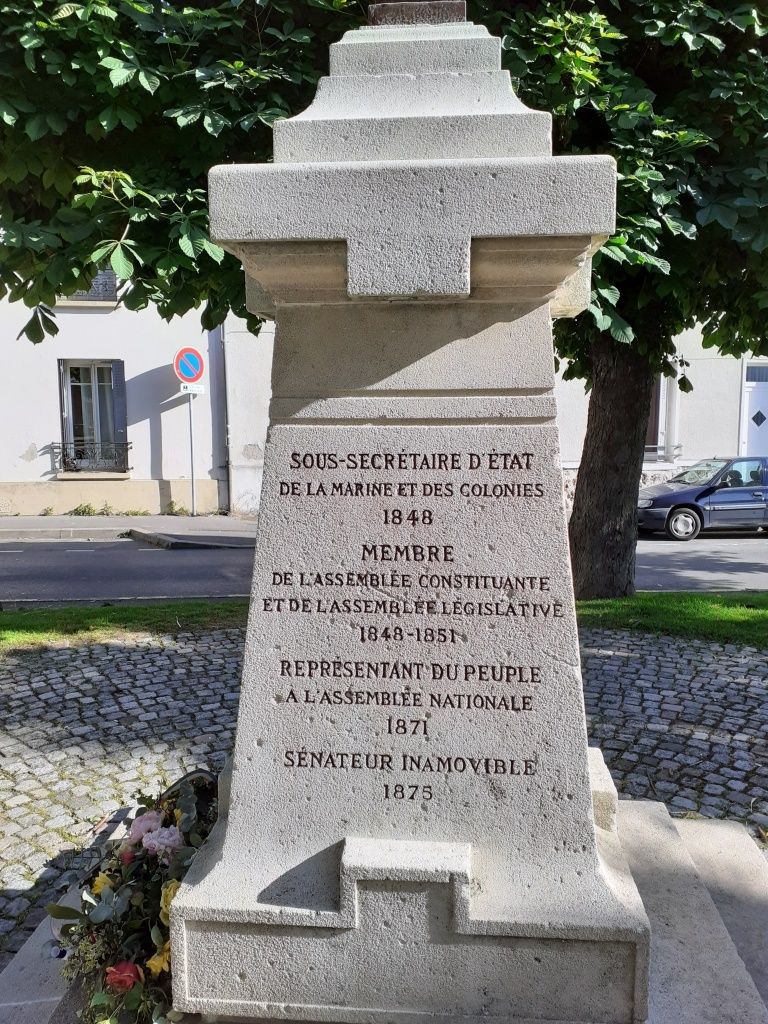 SOUS-SECRÉTAIRE D'ÉTAT
DE LA MARINE ET DES COLONIES
1848
MEMBRE
DE L'ASSEMBLÉE CONSTITUANTE
ET DE L'ASSEMBLÉE LÉGISLATIVE
1848-1851
REPRÉSENTANT DU PEUPLE
A L'ASSEMBLÉE NATIONALE
1871
SÉNATEUR INAMOVIBLE
1875